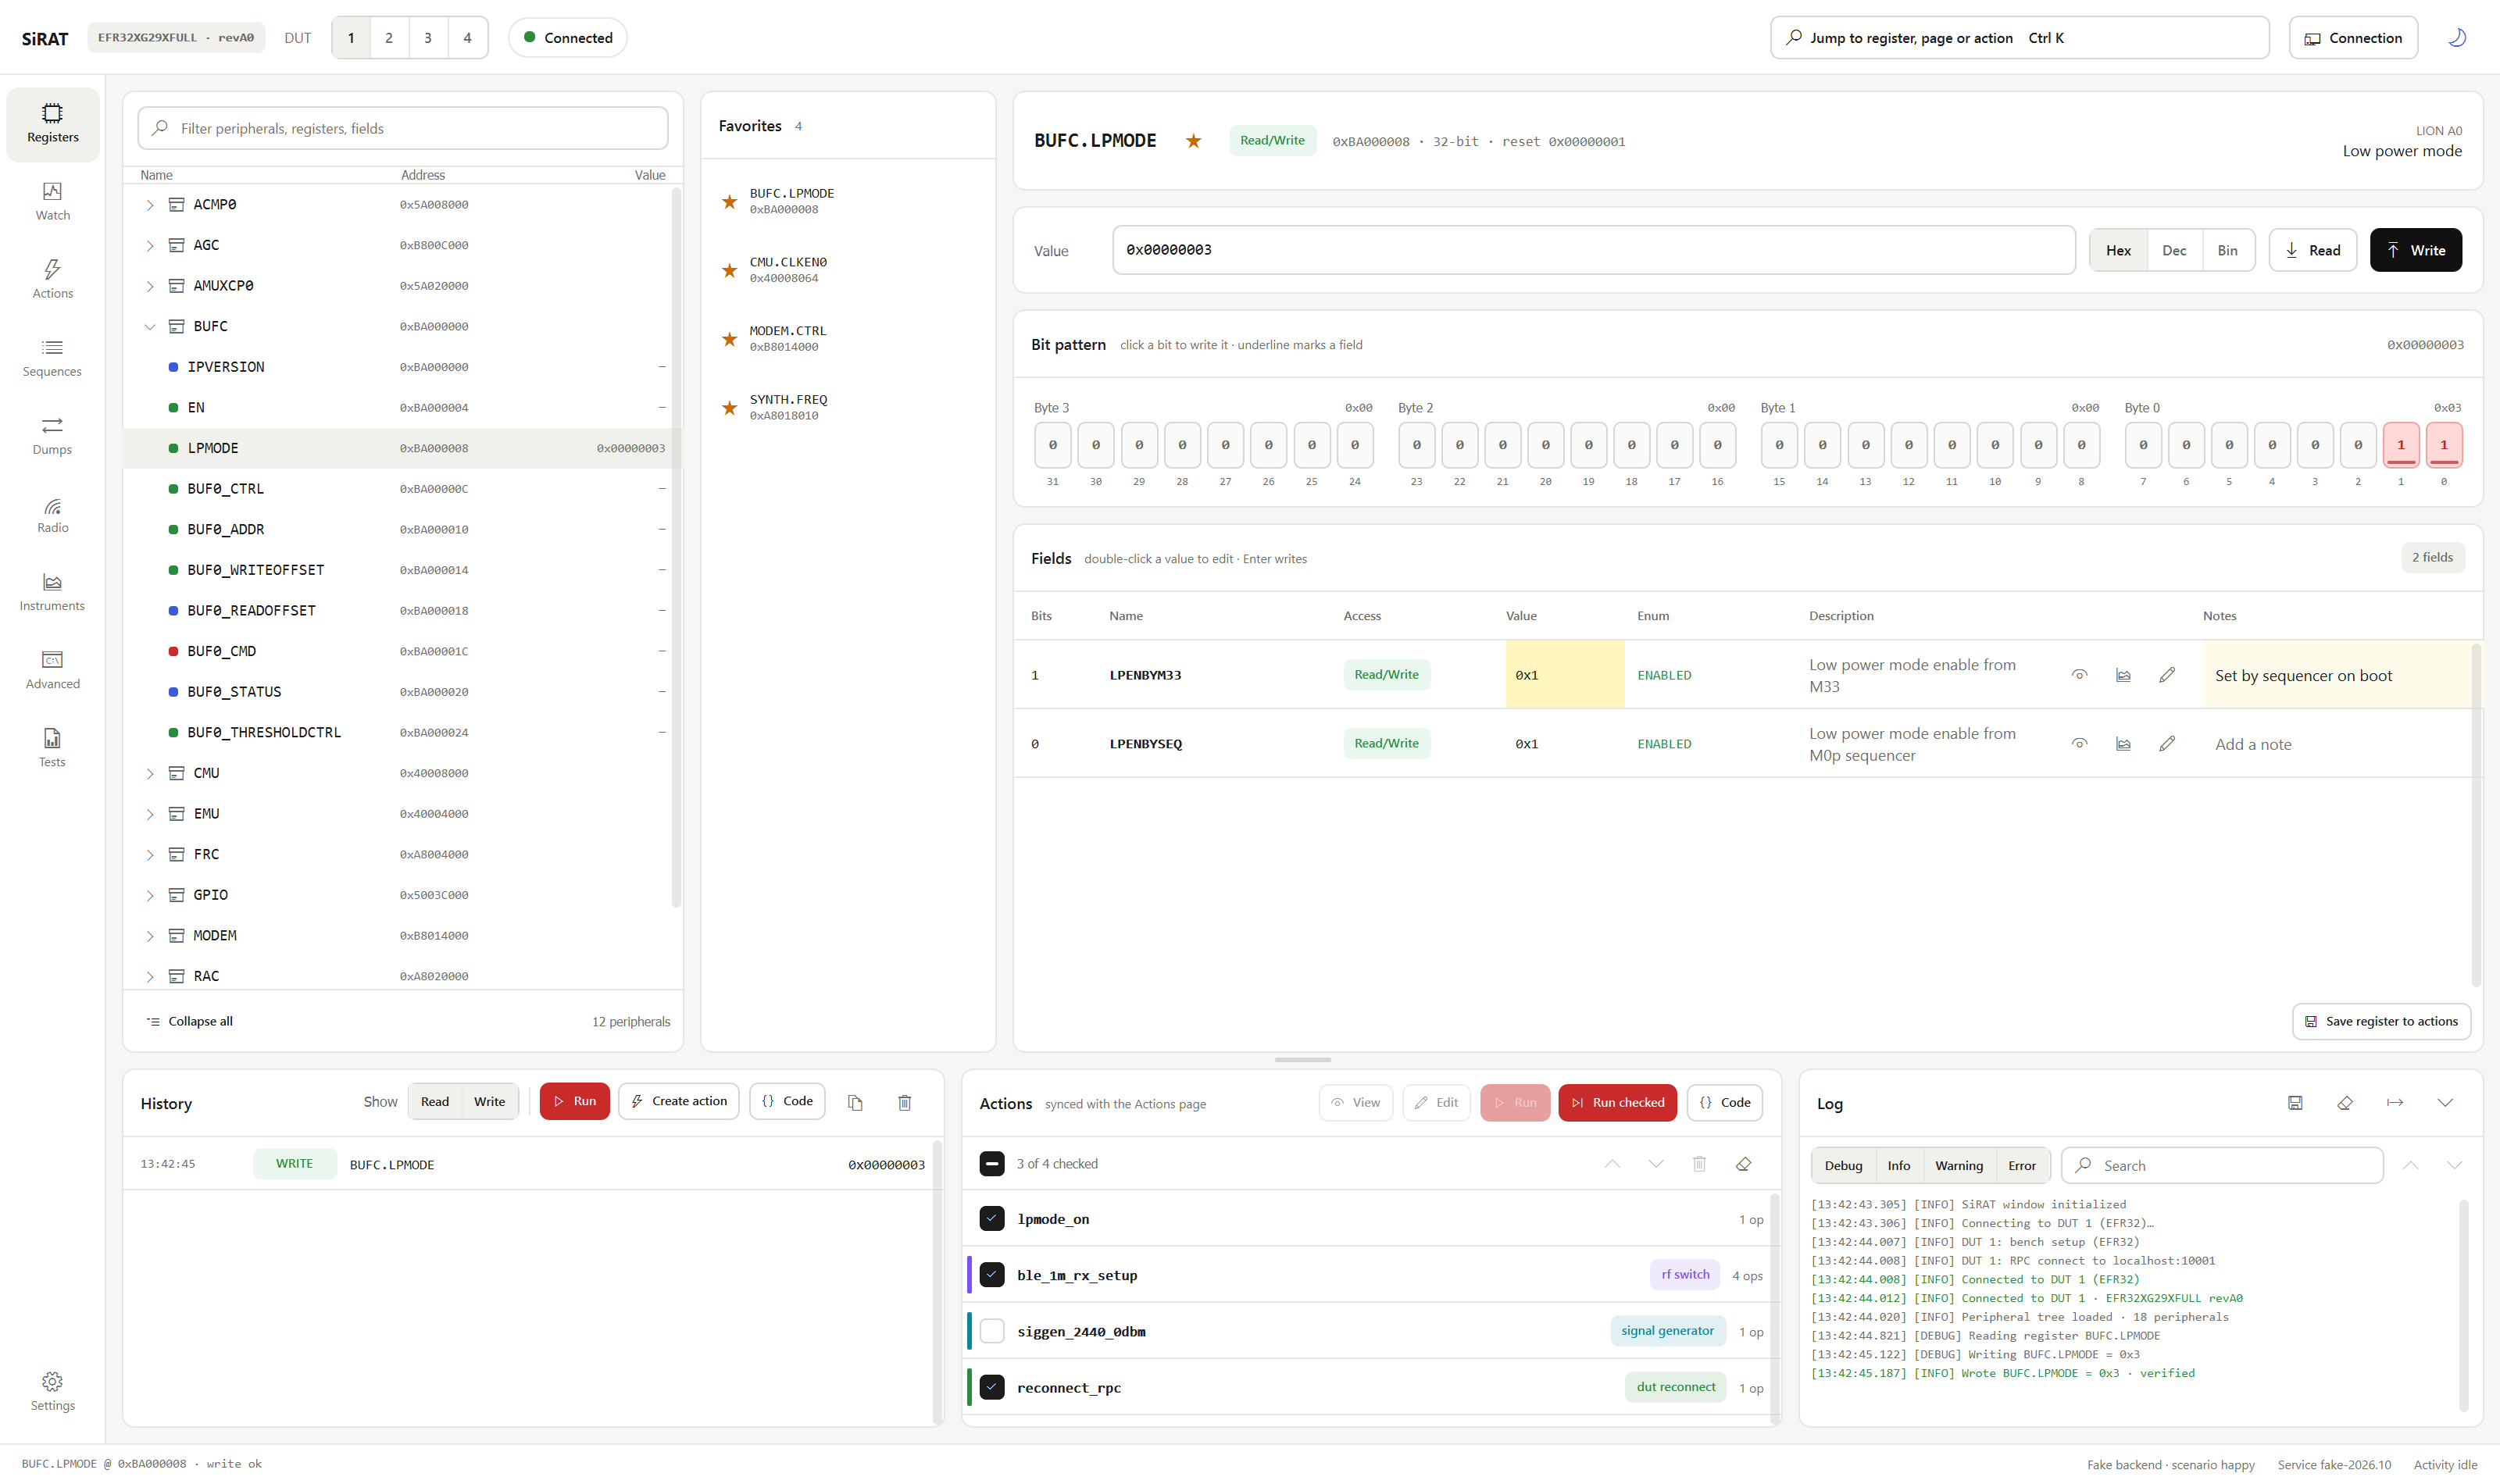 SiRAT EFR32XG29XFULL · revA0 DUT 1 2 3 4 Connected Jump to register, page or action Ctrl K Connection
Registers
Watch
Actions
Sequences
Dumps
Radio
Instruments
Advanced
Tests
Settings
Filter peripherals, registers, fields
Name Address Value
ACMP0 0x5A008000
AGC 0xB800C000
AMUXCP0 0x5A020000
BUFC 0xBA000000
IPVERSION 0xBA000000 —
EN 0xBA000004 —
LPMODE 0xBA000008 0x00000003
BUF0_CTRL 0xBA00000C —
BUF0_ADDR 0xBA000010 —
BUF0_WRITEOFFSET 0xBA000014 —
BUF0_READOFFSET 0xBA000018 —
BUF0_CMD 0xBA00001C —
BUF0_STATUS 0xBA000020 —
BUF0_THRESHOLDCTRL 0xBA000024 —
CMU 0x40008000
EMU 0x40004000
FRC 0xA8004000
GPIO 0x5003C000
MODEM 0xB8014000
RAC 0xA8020000
Collapse all 12 peripherals
Favorites 4
BUFC.LPMODE
0xBA000008
CMU.CLKEN0
0x40008064
MODEM.CTRL
0xB8014000
SYNTH.FREQ
0xA8018010
BUFC.LPMODE Read/Write 0xBA000008 · 32-bit · reset 0x00000001
LION A0
Low power mode
Value 0x00000003 Hex Dec Bin Read Write
Bit pattern click a bit to write it · underline marks a field 0x00000003
Byte 3 0x00 Byte 2 0x00 Byte 1 0x00 Byte 0 0x03
0 0 0 0 0 0 0 0 0 0 0 0 0 0 0 0 0 0 0 0 0 0 0 0 0 0 0 0 0 0 1 1
31 30 29 28 27 26 25 24 23 22 21 20 19 18 17 16 15 14 13 12 11 10 9 8 7 6 5 4 3 2 1 0
Fields double-click a value to edit · Enter writes 2 fields
Bits Name Access Value Enum Description Notes
1 LPENBYM33 Read/Write 0x1 ENABLED Low power mode enable from
M33
Set by sequencer on boot
0 LPENBYSEQ Read/Write 0x1 ENABLED Low power mode enable from
M0p sequencer
Add a note
Save register to actions
History Show Read Write Run Create action {} Code
13:42:45 WRITE BUFC.LPMODE 0x00000003
Actions synced with the Actions page View Edit Run Run checked {} Code
3 of 4 checked
lpmode_on 1 op
ble_1m_rx_setup rf switch 4 ops
siggen_2440_0dbm signal generator 1 op
reconnect_rpc dut reconnect 1 op
Log
Debug Info Warning Error Search
[13:42:43.305] [INFO] SiRAT window initialized
[13:42:43.306] [INFO] Connecting to DUT 1 (EFR32)…
[13:42:44.007] [INFO] DUT 1: bench setup (EFR32)
[13:42:44.008] [INFO] DUT 1: RPC connect to localhost:10001
[13:42:44.008] [INFO] Connected to DUT 1 (EFR32)
[13:42:44.012] [INFO] Connected to DUT 1 · EFR32XG29XFULL revA0
[13:42:44.020] [INFO] Peripheral tree loaded · 18 peripherals
[13:42:44.821] [DEBUG] Reading register BUFC.LPMODE
[13:42:45.122] [DEBUG] Writing BUFC.LPMODE = 0x3
[13:42:45.187] [INFO] Wrote BUFC.LPMODE = 0x3 · verified
BUFC.LPMODE @ 0xBA000008 · write ok Fake backend · scenario happy Service fake-2026.10 Activity idle